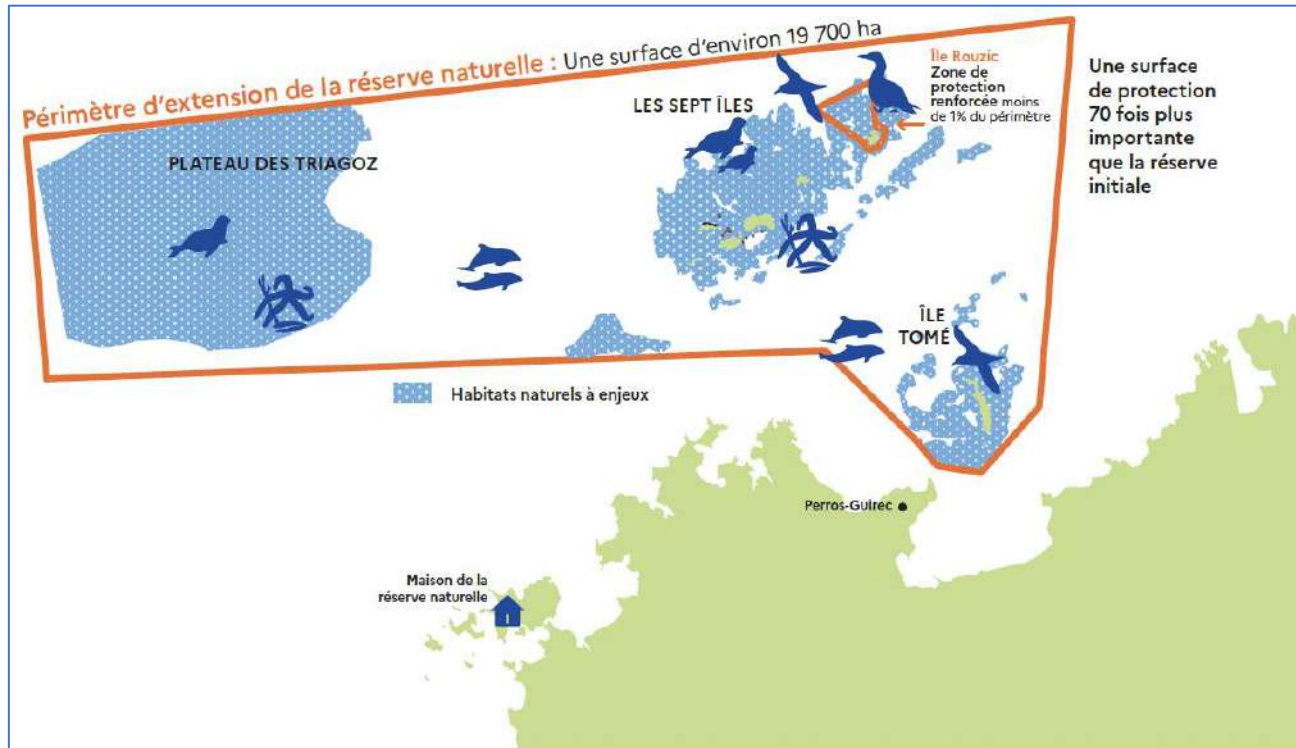 Périmètre d'extension de la réserve naturelle : Une surface d'environ 19 700 ha
Île Rouzic
Zone de
protection
renforcée moins
de 1% du périmètre
Une surface
de protection
70 fois plus
importante
que la réserve
initiale
LES SEPT ÎLES
PLATEAU DES TRIAGOZ
ÎLE
TOMÉ
Habitats naturels à enjeux
Perros-Guirec
Maison de la
réserve naturelle